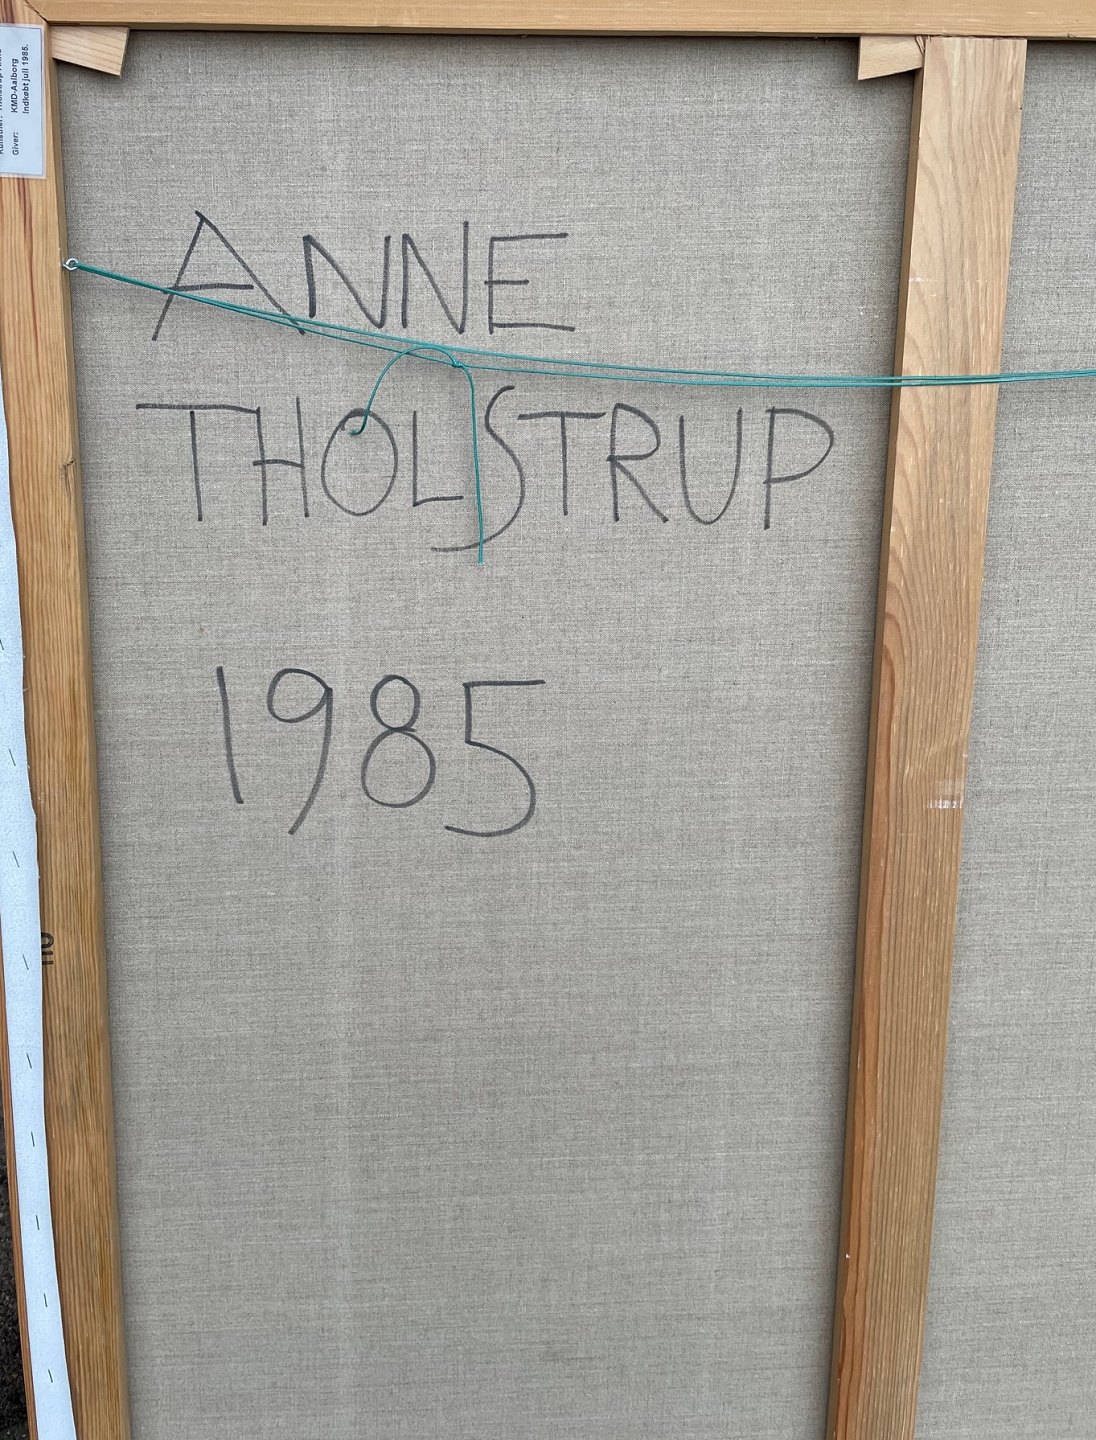 Giver: KMD-Aalborg
Indkøbt juli 1985.
ANNE
THOLSTRUP
1985